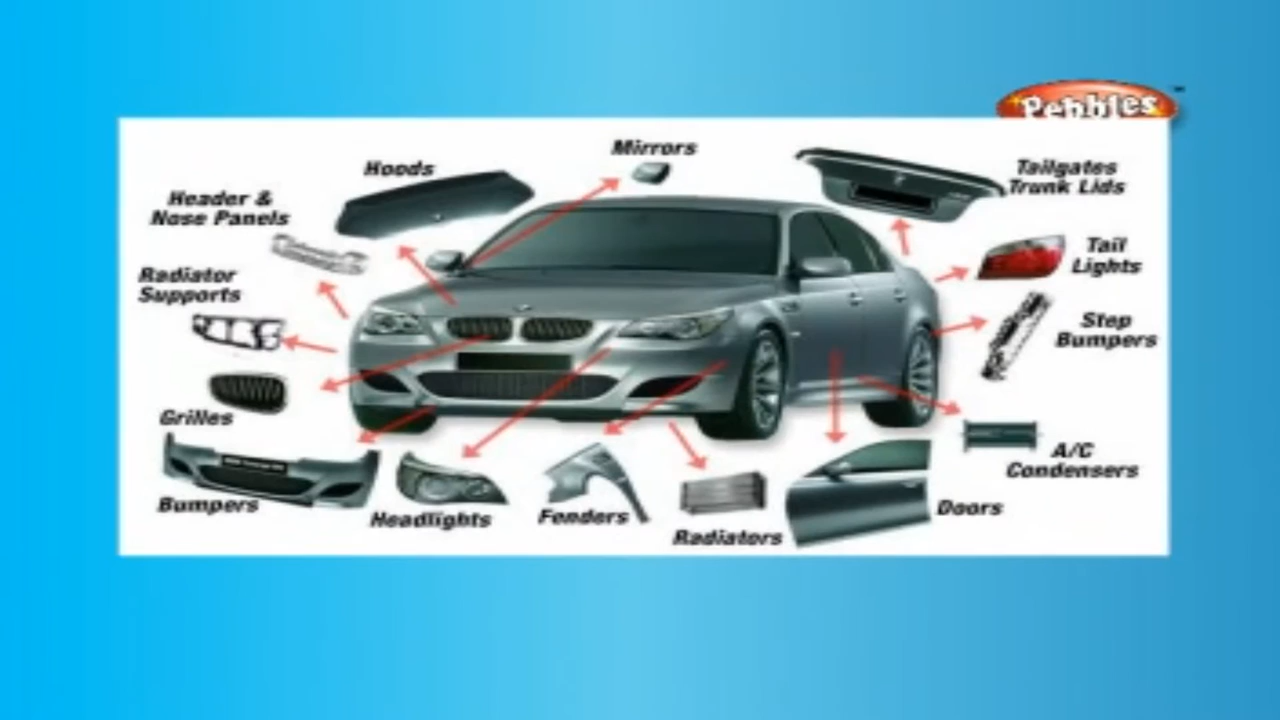 Pebbles
Mirrors
Hoods
Tailgates
Trunk Lids
Header &
Nose Panels
Tail
Lights
Radiator
Supports
Step
Bumpers
Grilles
A/C
Condensers
Bumpers
Headlights
Fenders
Radiators
Doors